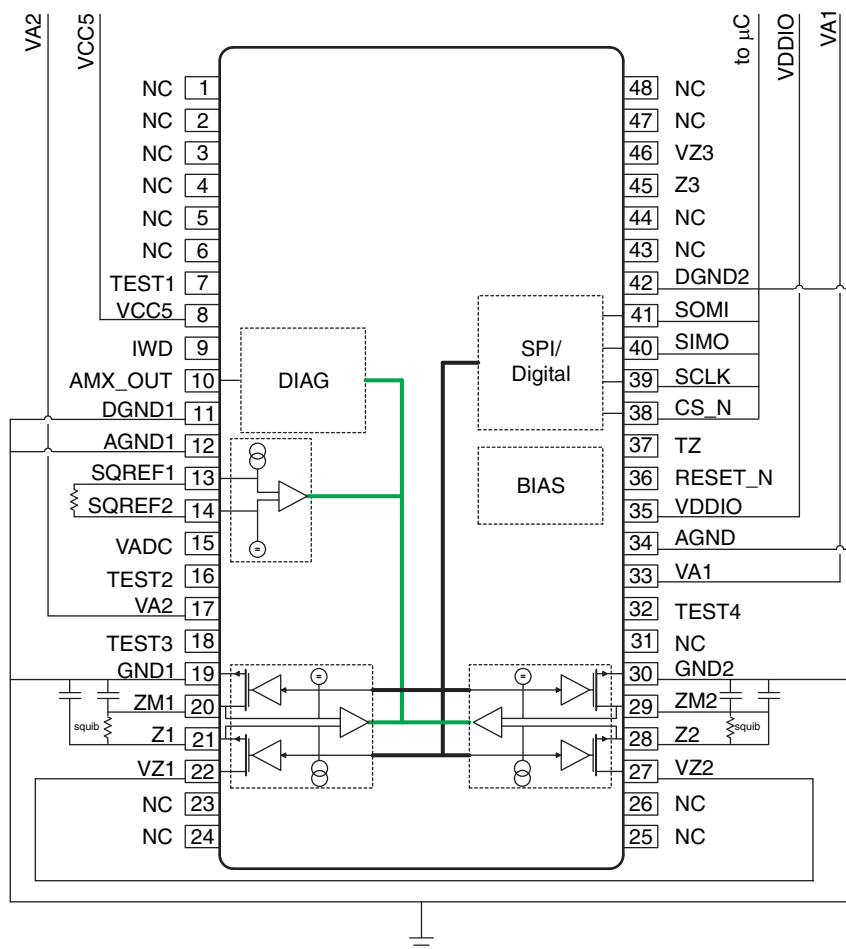 VA2
VCC5
to μC
VDDIO
VA1
NC 1
NC 2
NC 3
NC 4
NC 5
NC 6
TEST1 7
VCC5 8
IWD 9
AMX_OUT 10
DGND1 11
AGND1 12
SQREF1 13
SQREF2 14
VADC 15
TEST2 16
VA2 17
TEST3 18
GND1 19
ZM1 20
squib
Z1 21
VZ1 22
NC 23
NC 24
DIAG
=
SPI/
Digital
BIAS
=
=
48 NC
47 NC
46 VZ3
45 Z3
44 NC
43 NC
42 DGND2
41 SOMI
40 SIMO
39 SCLK
38 CS_N
37 TZ
36 RESET_N
35 VDDIO
34 AGND
33 VA1
32 TEST4
31 NC
30 GND2
29 ZM2
squib
28 Z2
27 VZ2
26 NC
25 NC